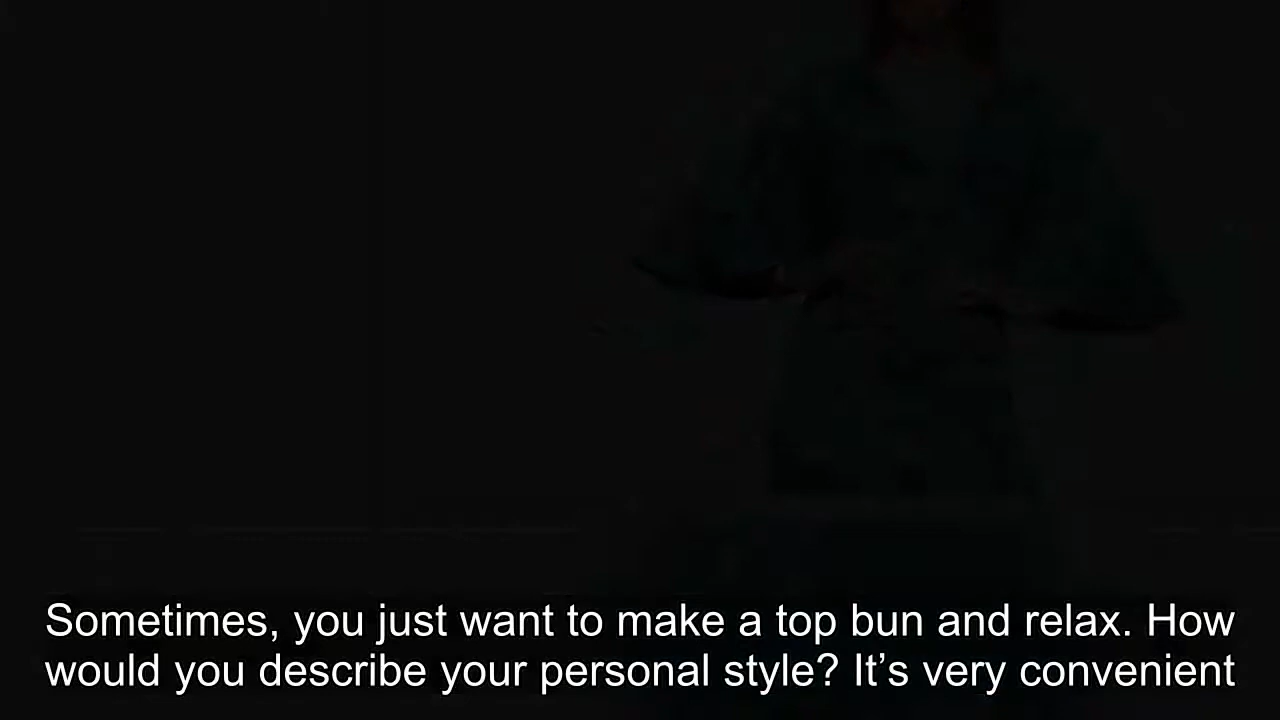 Sometimes, you just want to make a top bun and relax. How
would you describe your personal style? It’s very convenient